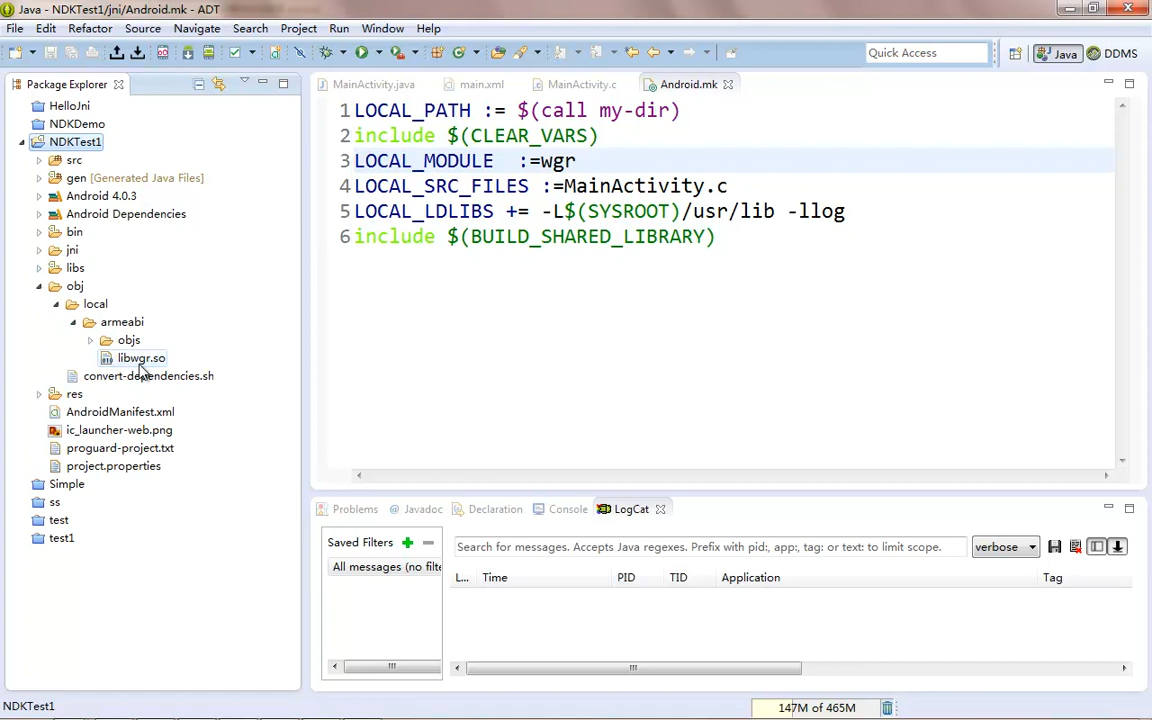 Java - NDKTest1/jni/Android.mk - ADT
File Edit Refactor Source Navigate Search Project Run Window Help
Quick Access Java DDMS
Package Explorer
HelloJni
NDKDemo
NDKTest1
src
gen [Generated Java Files]
Android 4.0.3
Android Dependencies
bin
jni
libs
obj
local
armeabi
objs
libwgr.so
convert-dependencies.sh
res
AndroidManifest.xml
ic_launcher-web.png
proguard-project.txt
project.properties
Simple
ss
test
test1
MainActivity.java main.xml MainActivity.c Android.mk
1 LOCAL_PATH := $(call my-dir)
2 include $(CLEAR_VARS)
3 LOCAL_MODULE  :=wgr
4 LOCAL_SRC_FILES :=MainActivity.c
5 LOCAL_LDLIBS += -L$(SYSROOT)/usr/lib -llog
6 include $(BUILD_SHARED_LIBRARY)
Problems @ Javadoc Declaration Console LogCat
Saved Filters
All messages (no filte
Search for messages. Accepts Java regexes. Prefix with pid:, app:, tag: or text: to limit scope. verbose
L... Time PID TID Application Tag
NDKTest1 147M of 465M